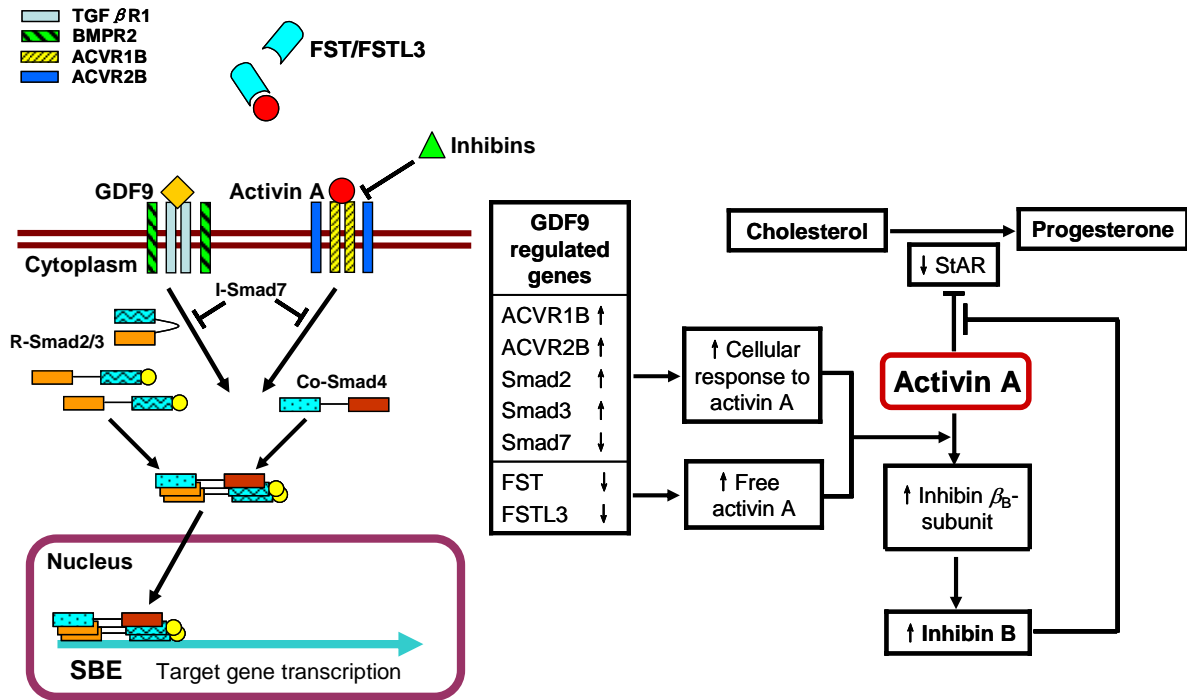 TGF βR1
BMPR2
ACVR1B
ACVR2B
FST/FSTL3
Inhibins
GDF9
Activin A
Cytoplasm
I-Smad7
R-Smad2/3
Co-Smad4
Nucleus
SBE
Target gene transcription
GDF9
regulated
genes
ACVR1B ↑
ACVR2B ↑
Smad2 ↑
Smad3 ↑
Smad7 ↓
FST ↓
FSTL3 ↓
↑ Cellular
response to
activin A
↑ Free
activin A
Cholesterol
Progesterone
↓ StAR
Activin A
↑ Inhibin βB-
subunit
↑ Inhibin B